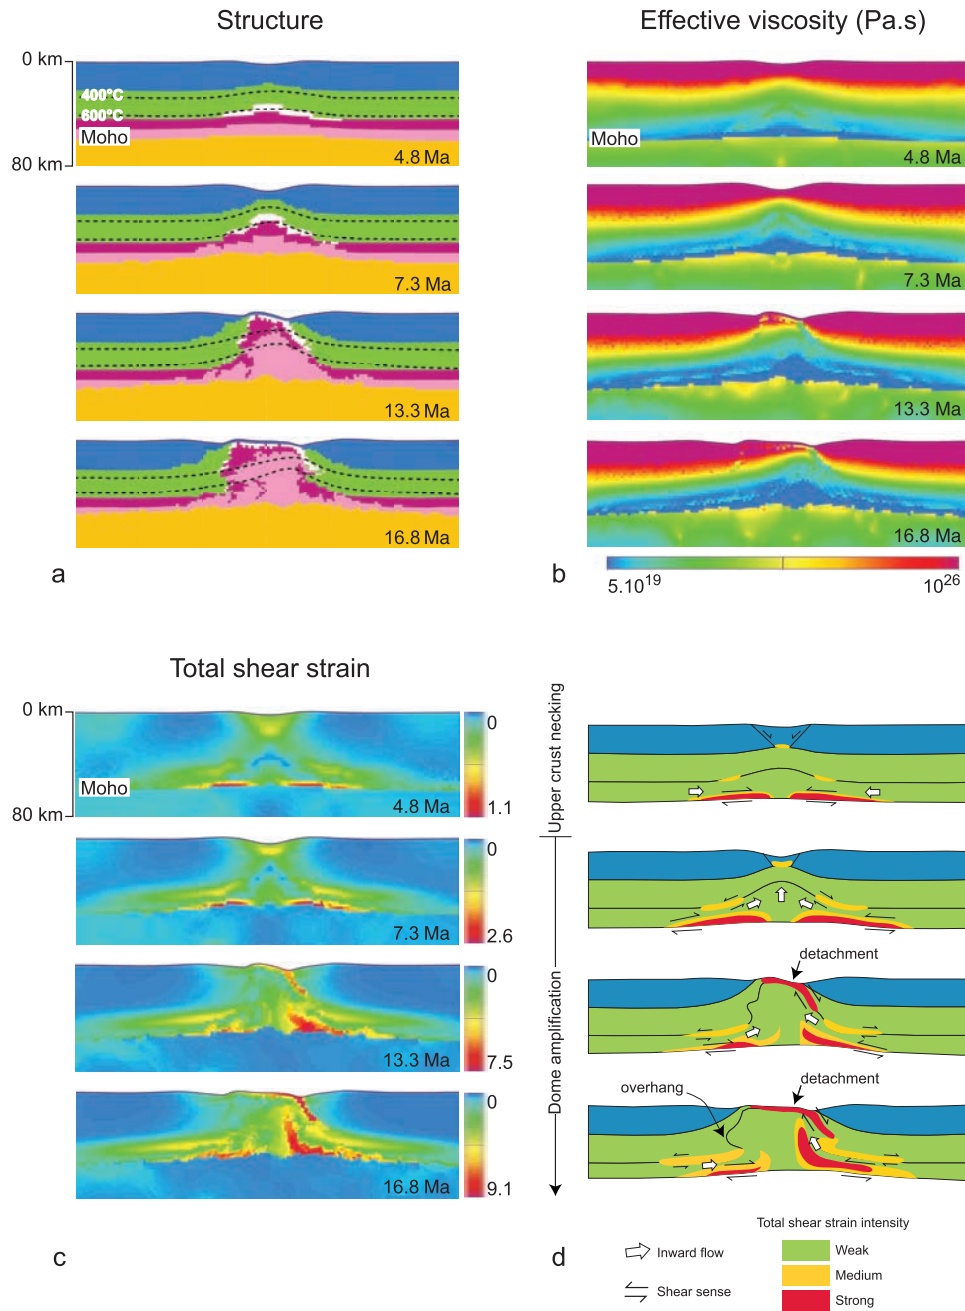 Structure
0 km
400°C
600°C
Moho
80 km
4.8 Ma
7.3 Ma
13.3 Ma
16.8 Ma
a
Effective viscosity (Pa.s)
Moho
4.8 Ma
7.3 Ma
13.3 Ma
16.8 Ma
b
5.10¹⁹
10²⁶
Total shear strain
0 km
Moho
80 km
4.8 Ma
0
1.1
7.3 Ma
0
2.6
13.3 Ma
0
7.5
16.8 Ma
0
9.1
c
Upper crust necking
Dome amplification
detachment
overhang
detachment
d
Inward flow
Shear sense
Total shear strain intensity
Weak
Medium
Strong